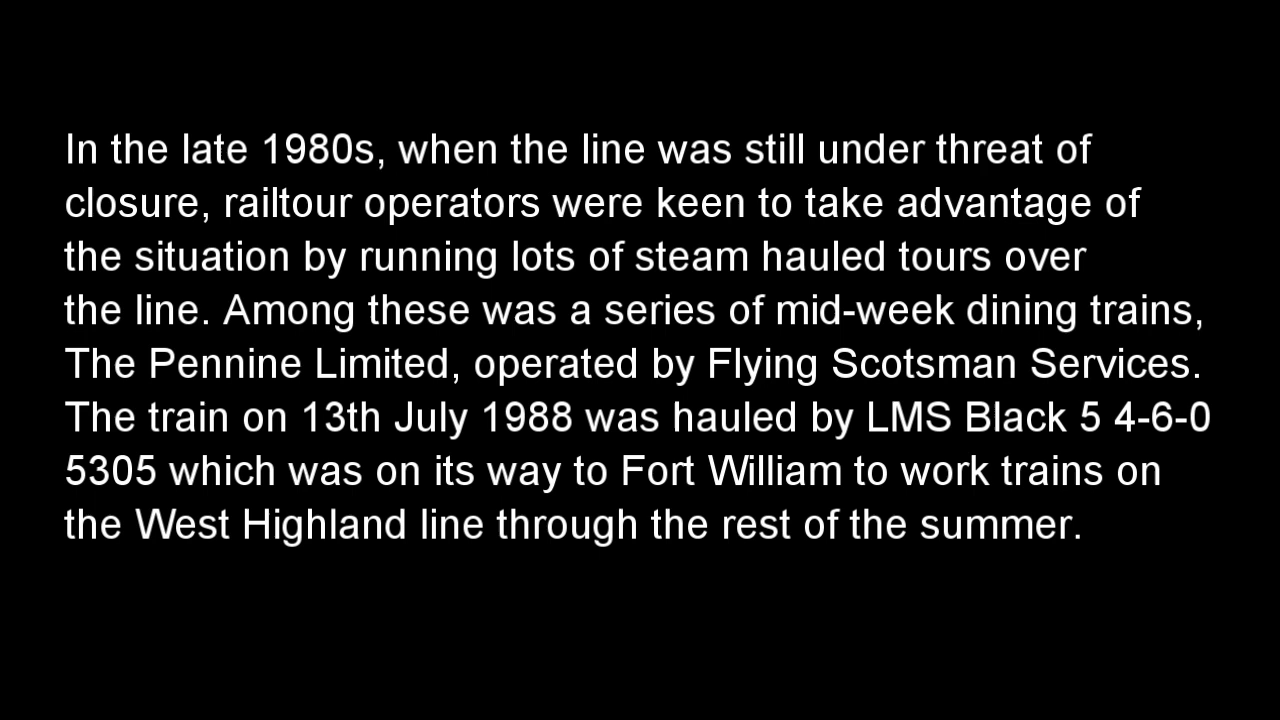 In the late 1980s, when the line was still under threat of
closure, railtour operators were keen to take advantage of
the situation by running lots of steam hauled tours over
the line. Among these was a series of mid-week dining trains,
The Pennine Limited, operated by Flying Scotsman Services.
The train on 13th July 1988 was hauled by LMS Black 5 4-6-0
5305 which was on its way to Fort William to work trains on
the West Highland line through the rest of the summer.